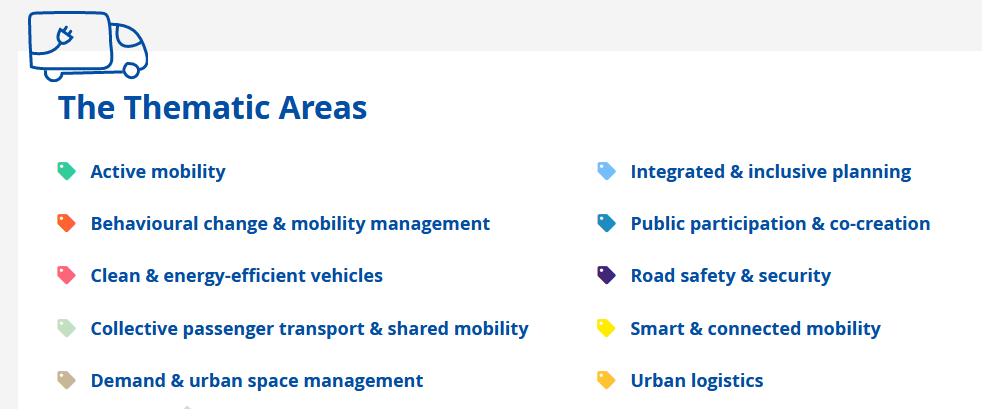 The Thematic Areas
Active mobility
Behavioural change & mobility management
Clean & energy-efficient vehicles
Collective passenger transport & shared mobility
Demand & urban space management
Integrated & inclusive planning
Public participation & co-creation
Road safety & security
Smart & connected mobility
Urban logistics